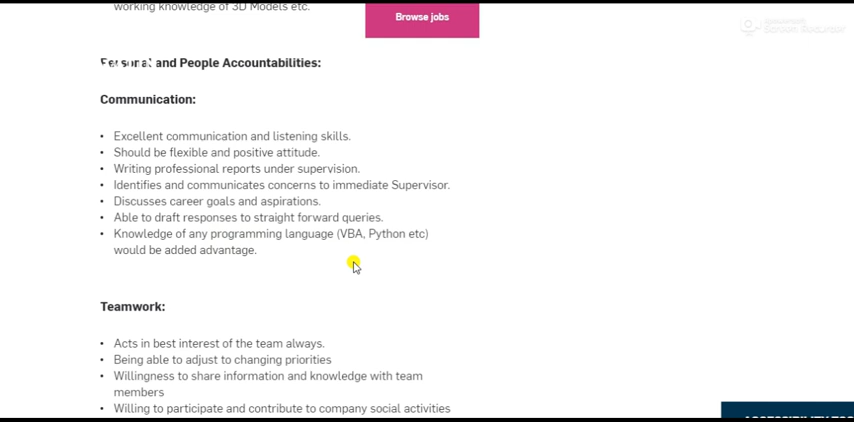 working knowledge of 3D Models etc.
Browse jobs
Screen Recorder
Personal and People Accountabilities:
Communication:
• Excellent communication and listening skills.
• Should be flexible and positive attitude.
• Writing professional reports under supervision.
• Identifies and communicates concerns to immediate Supervisor.
• Discusses career goals and aspirations.
• Able to draft responses to straight forward queries.
• Knowledge of any programming language (VBA, Python etc)
would be added advantage.
Teamwork:
• Acts in best interest of the team always.
• Being able to adjust to changing priorities
• Willingness to share information and knowledge with team
members
• Willing to participate and contribute to company social activities